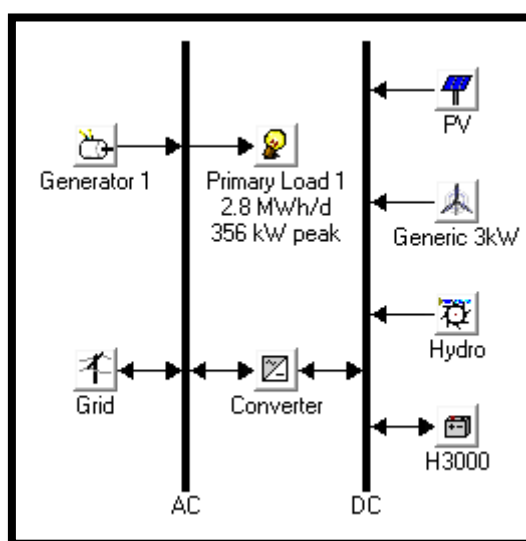 PV
Generator 1
Primary Load 1
2.8 MWh/d
356 kW peak
Generic 3kW
Hydro
Grid
Converter
H3000
AC
DC